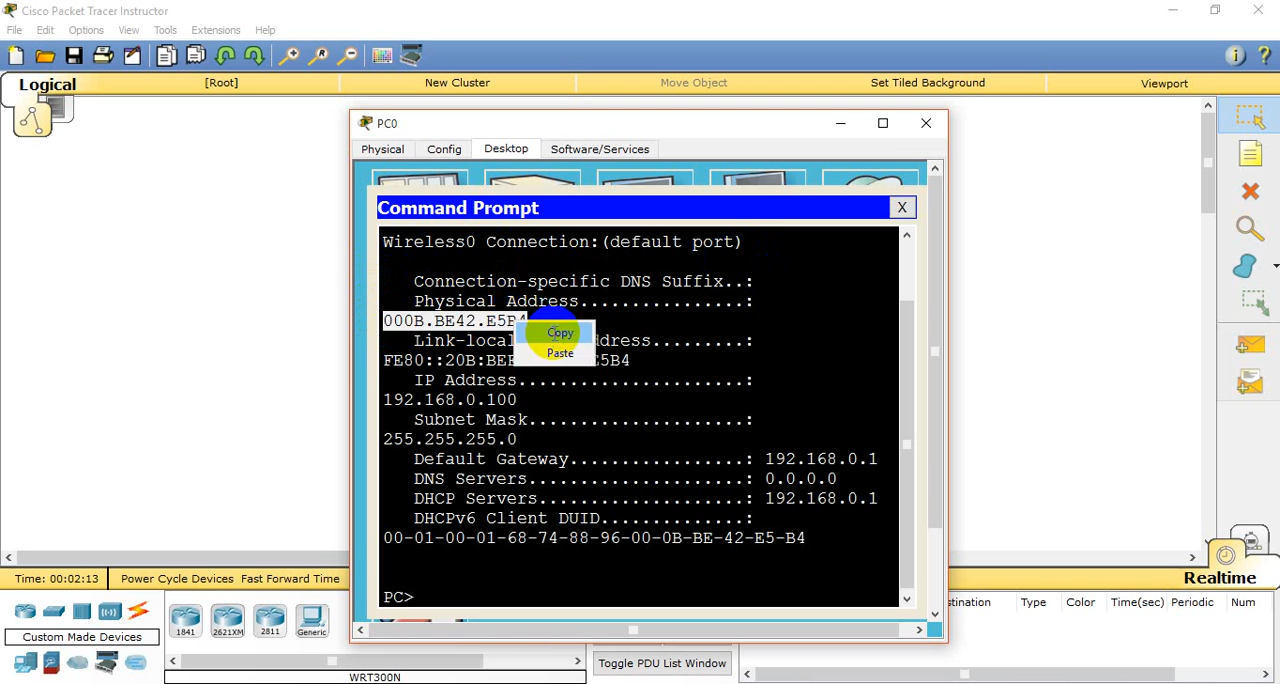 Cisco Packet Tracer Instructor
File Edit Options View Tools Extensions Help
Logical [Root] New Cluster Move Object Set Tiled Background Viewport
PC0
Physical Config Desktop Software/Services
Command Prompt X
Wireless0 Connection:(default port)
Connection-specific DNS Suffix..:
Physical Address................:
000B.BE42.E5B4
Copy
Link-local ddress.........:
Paste
FE80::20B:BEF E5B4
IP Address......................:
192.168.0.100
Subnet Mask.....................:
255.255.255.0
Default Gateway.................: 192.168.0.1
DNS Servers.....................: 0.0.0.0
DHCP Servers....................: 192.168.0.1
DHCPv6 Client DUID..............:
00-01-00-01-68-74-88-96-00-0B-BE-42-E5-B4
PC>
Time: 00:02:13 Power Cycle Devices Fast Forward Time Realtime
1841 2621XM 2811 Generic
Custom Made Devices
WRT300N
Toggle PDU List Window
stination Type Color Time(sec) Periodic Num